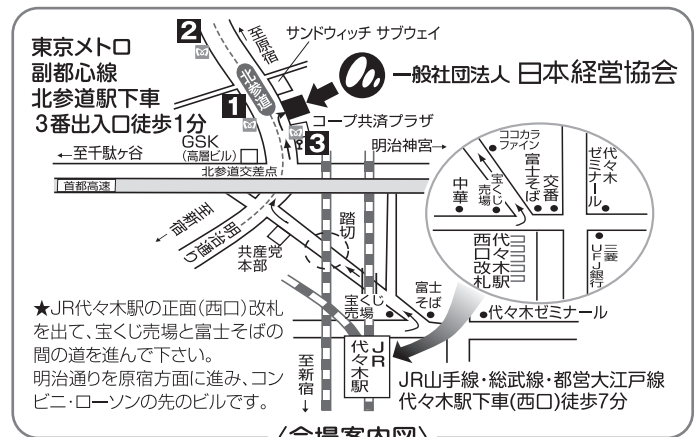 東京メトロ
副都心線
北参道駅下車
3番出入口徒歩1分
2
至原宿
サンドウィッチ サブウェイ
一般社団法人 日本経営協会
北参道
1
コープ共済プラザ
3
GSK
(高層ビル)
←至千駄ヶ谷
明治神宮→
北参道交差点
首都高速
至新宿
明治通り
共産党
本部
踏切
宝くじ
売場
富士
そば
代々木ゼミナール
JR
代々木駅
至新宿
ココカラ
ファイン
中華
宝くじ
売場
富士そば
交番
代々木
ゼミナール
代々木駅
西口改札
三菱
UFJ銀行
★JR代々木駅の正面(西口)改札
を出て、宝くじ売場と富士そばの
間の道を進んで下さい。
明治通りを原宿方面に進み、コン
ビニ・ローソンの先のビルです。
JR山手線・総武線・都営大江戸線
代々木駅下車(西口)徒歩7分
〈会場案内図〉